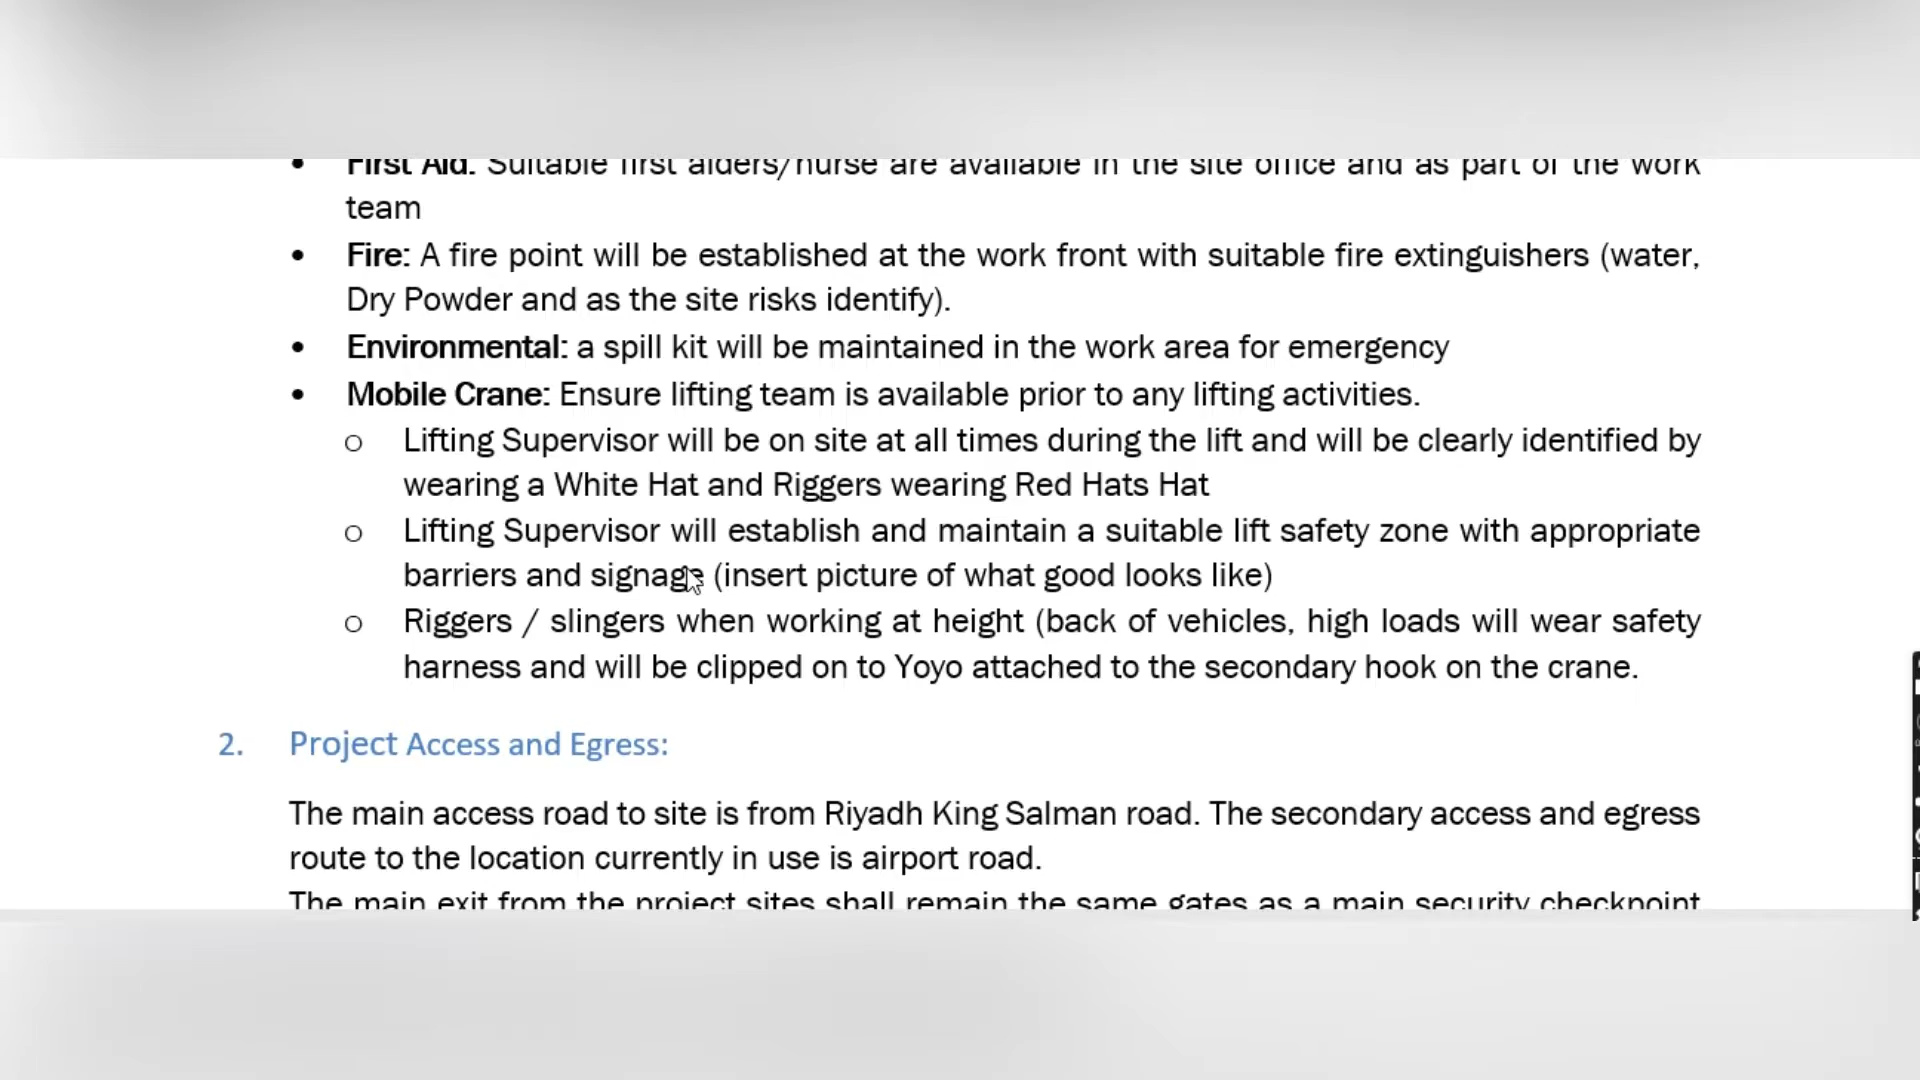 • First Aid: Suitable first aiders/nurse are available in the site office and as part of the work
team
• Fire: A fire point will be established at the work front with suitable fire extinguishers (water,
Dry Powder and as the site risks identify).
• Environmental: a spill kit will be maintained in the work area for emergency
• Mobile Crane: Ensure lifting team is available prior to any lifting activities.
o Lifting Supervisor will be on site at all times during the lift and will be clearly identified by
wearing a White Hat and Riggers wearing Red Hats Hat
o Lifting Supervisor will establish and maintain a suitable lift safety zone with appropriate
barriers and signage (insert picture of what good looks like)
o Riggers / slingers when working at height (back of vehicles, high loads will wear safety
harness and will be clipped on to Yoyo attached to the secondary hook on the crane.
2. Project Access and Egress:
The main access road to site is from Riyadh King Salman road. The secondary access and egress
route to the location currently in use is airport road.
The main exit from the project sites shall remain the same gates as a main security checkpoint